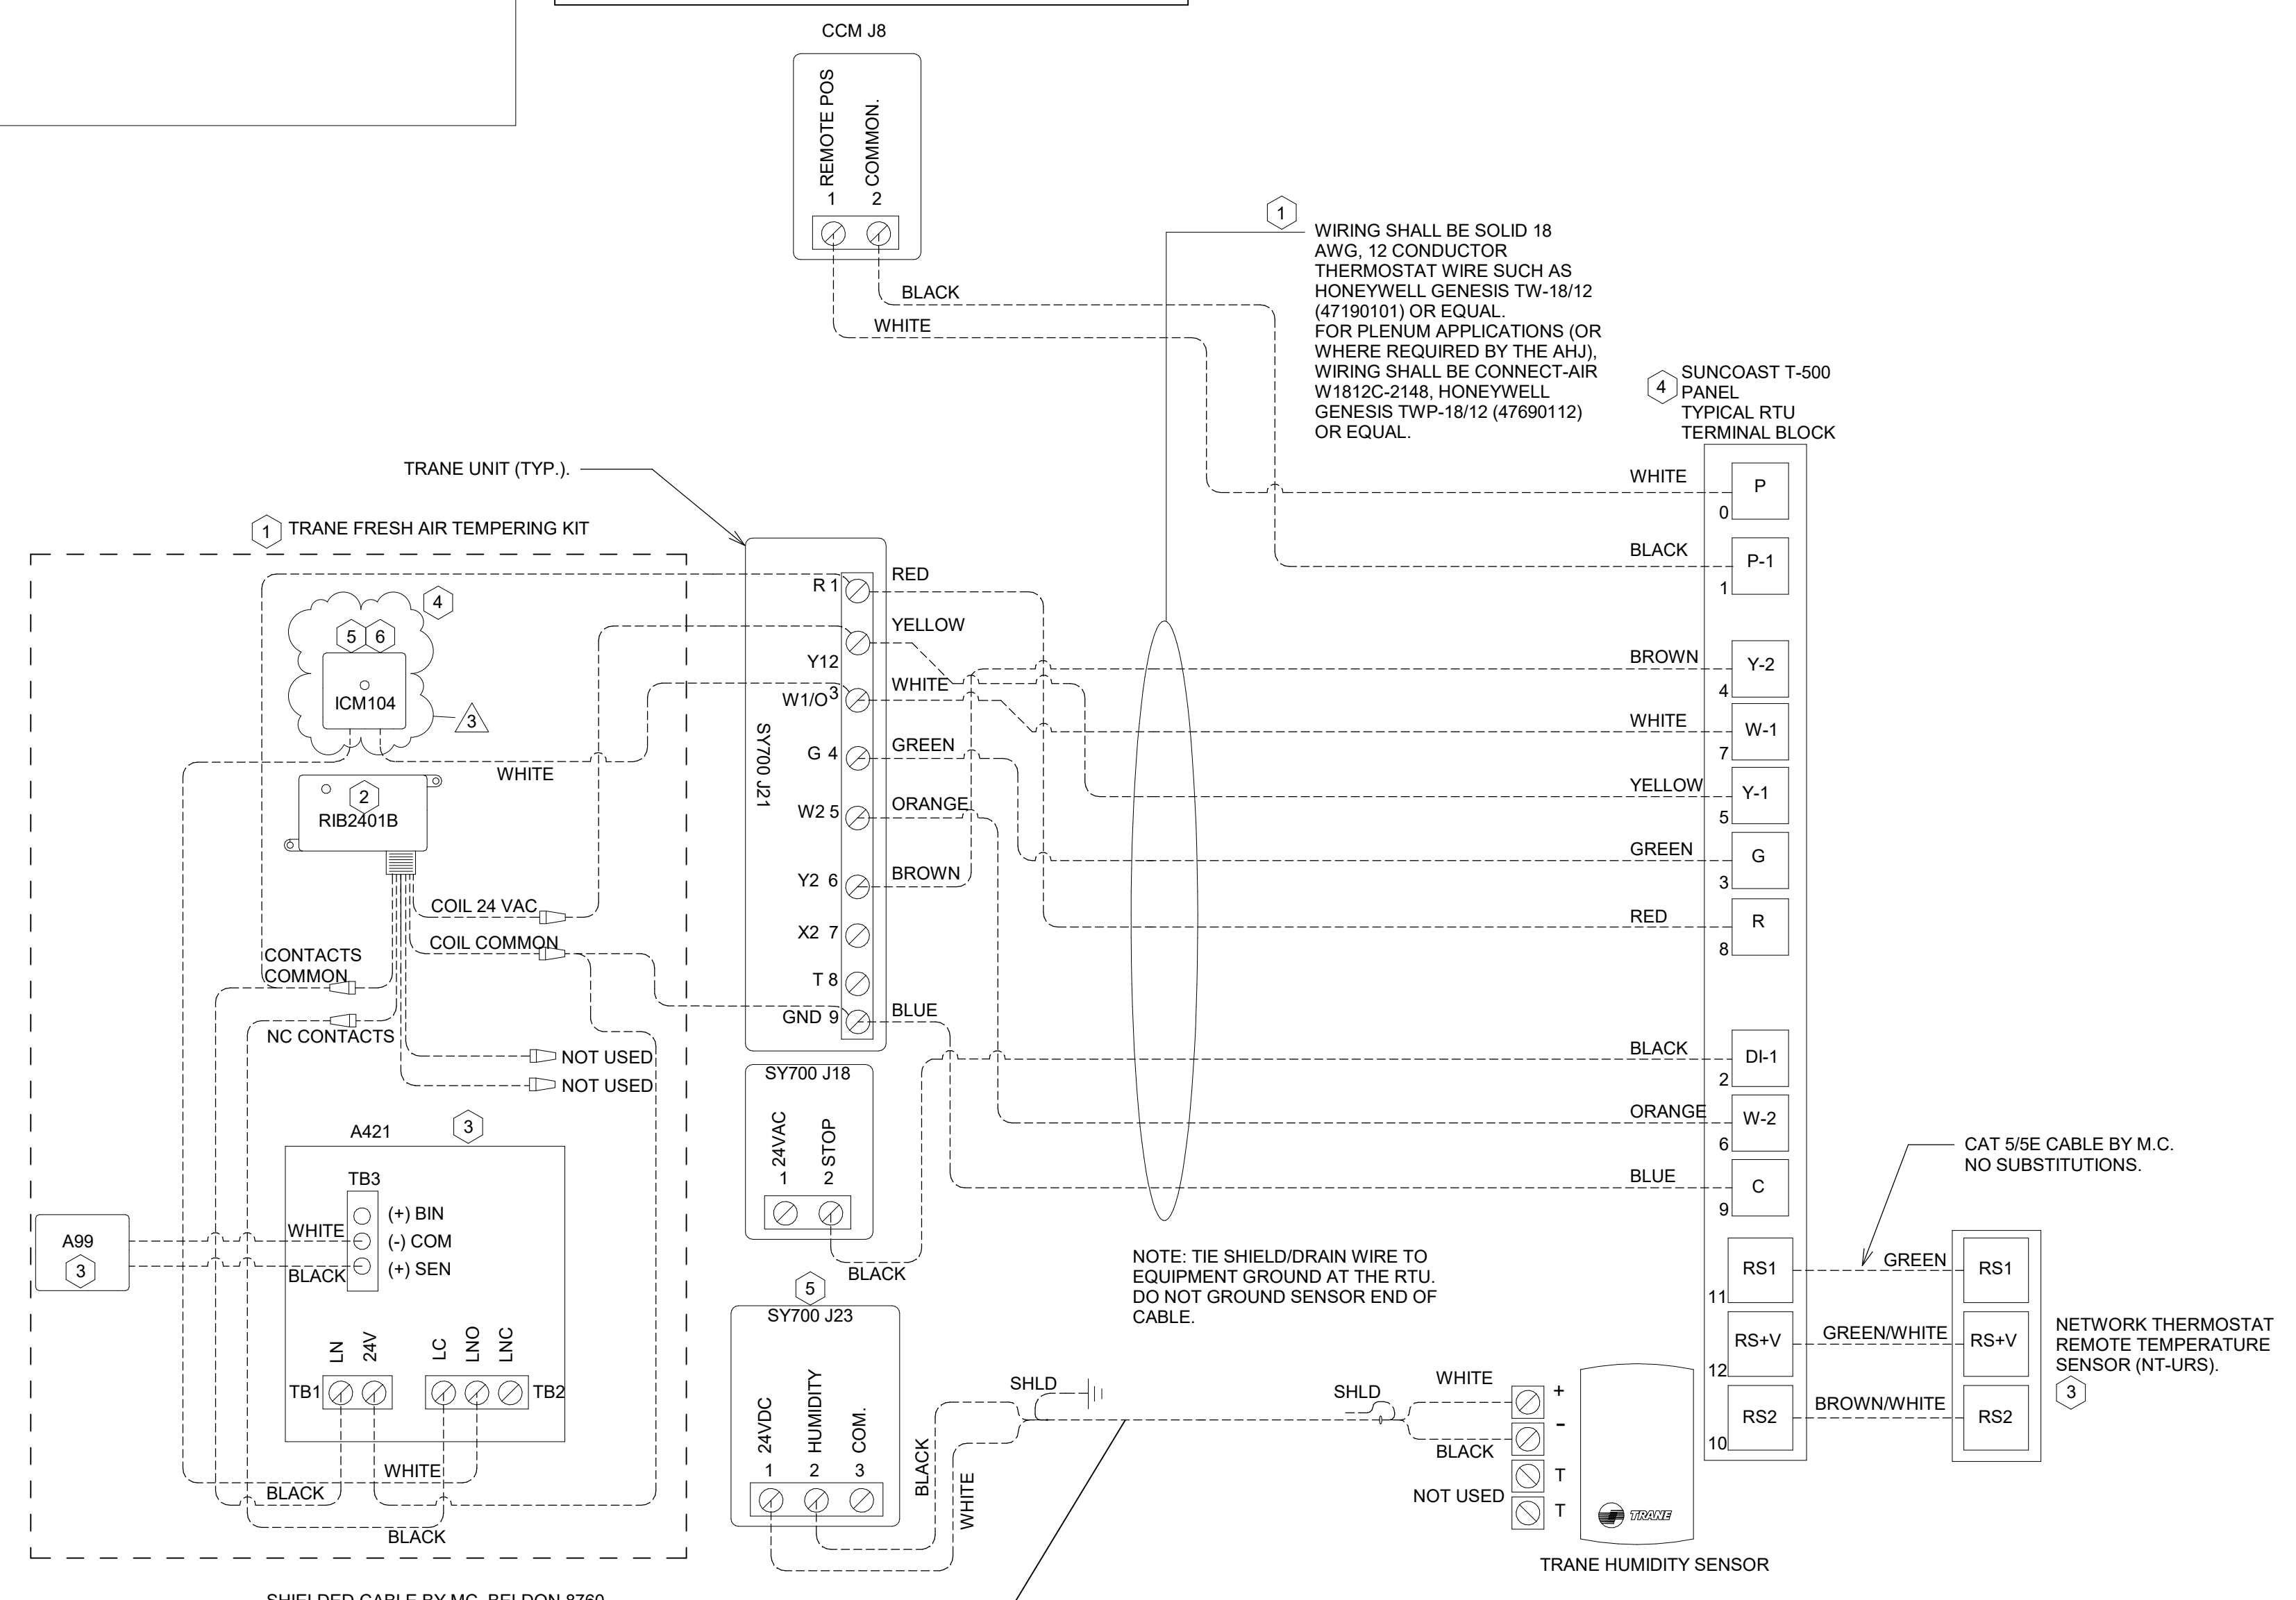 CCM J8
REMOTE POS
COMMON.
1
2
BLACK
WHITE
1
WIRING SHALL BE SOLID 18
AWG, 12 CONDUCTOR
THERMOSTAT WIRE SUCH AS
HONEYWELL GENESIS TW-18/12
(47190101) OR EQUAL.
FOR PLENUM APPLICATIONS (OR
WHERE REQUIRED BY THE AHJ),
WIRING SHALL BE CONNECT-AIR
W1812C-2148, HONEYWELL
GENESIS TWP-18/12 (47690112)
OR EQUAL.
4
SUNCOAST T-500
PANEL
TYPICAL RTU
TERMINAL BLOCK
TRANE UNIT (TYP.).
1
TRANE FRESH AIR TEMPERING KIT
4
5
6
ICM104
3
WHITE
2
RIB2401B
COIL 24 VAC
COIL COMMON
CONTACTS
COMMON
NC CONTACTS
NOT USED
NOT USED
A421
3
TB3
(+) BIN
(-) COM
(+) SEN
A99
3
WHITE
BLACK
LN
24V
LC
LNO
LNC
TB1
TB2
WHITE
BLACK
BLACK
SY700 J21
R 1
RED
YELLOW
Y12
W1/O
3
WHITE
G 4
GREEN
W2 5
ORANGE
Y2 6
BROWN
X2 7
T 8
GND 9
BLUE
SY700 J18
24VAC
STOP
1
2
BLACK
5
SY700 J23
24VDC
HUMIDITY
COM.
1
2
3
BLACK
WHITE
SHLD
NOTE: TIE SHIELD/DRAIN WIRE TO
EQUIPMENT GROUND AT THE RTU.
DO NOT GROUND SENSOR END OF
CABLE.
SHLD
WHITE
BLACK
NOT USED
+
-
T
T
TRANE
TRANE HUMIDITY SENSOR
WHITE
P
0
BLACK
P-1
1
BROWN
Y-2
4
WHITE
W-1
7
YELLOW
Y-1
5
GREEN
G
3
RED
R
8
BLACK
DI-1
2
ORANGE
W-2
6
BLUE
C
9
RS1
11
RS+V
12
RS2
10
CAT 5/5E CABLE BY M.C.
NO SUBSTITUTIONS.
GREEN
RS1
GREEN/WHITE
RS+V
BROWN/WHITE
RS2
NETWORK THERMOSTAT
REMOTE TEMPERATURE
SENSOR (NT-URS).
3
SHIELDED CABLE BY MC, BELDON 8760